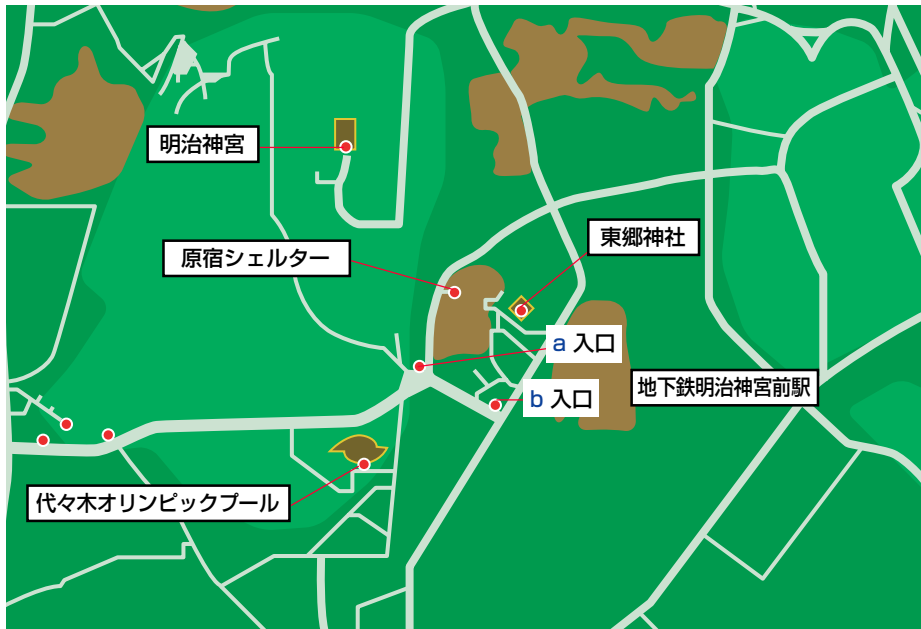 明治神宮
東郷神社
原宿シェルター
a 入口
地下鉄明治神宮前駅
b 入口
代々木オリンピックプール